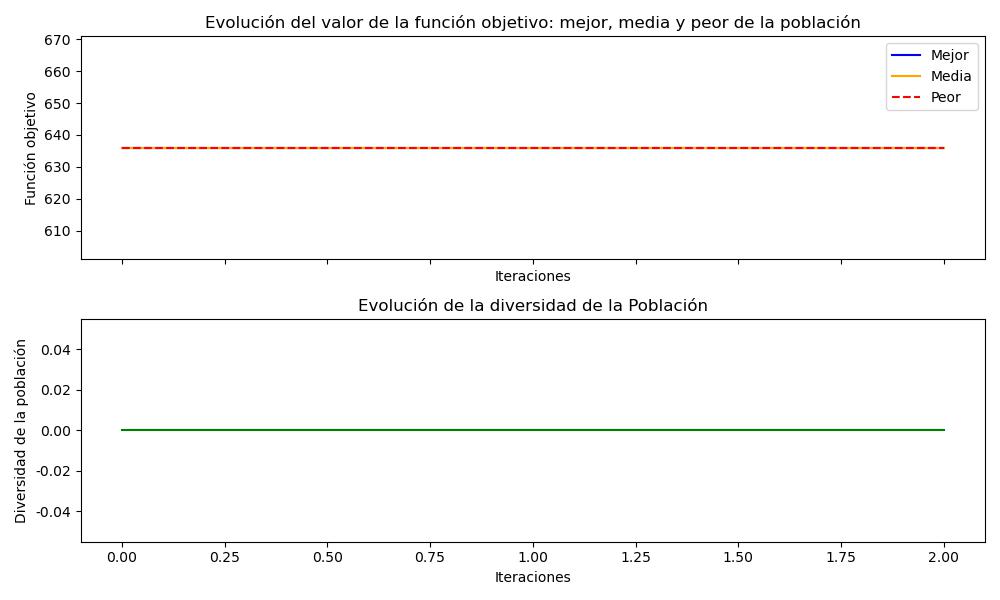 Evolución del valor de la función objetivo: mejor, media y peor de la población
670
660
650
640
630
620
610
Función objetivo
Mejor
Media
Peor
Iteraciones
Evolución de la diversidad de la Población
0.04
0.02
0.00
-0.02
-0.04
Diversidad de la población
0.00 0.25 0.50 0.75 1.00 1.25 1.50 1.75 2.00
Iteraciones